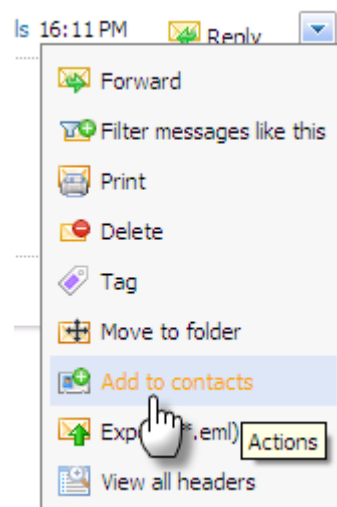 ls 16:11 PM Reply
Forward
Filter messages like this
Print
Delete
Tag
Move to folder
Add to contacts
Exp *.eml)
Actions
View all headers